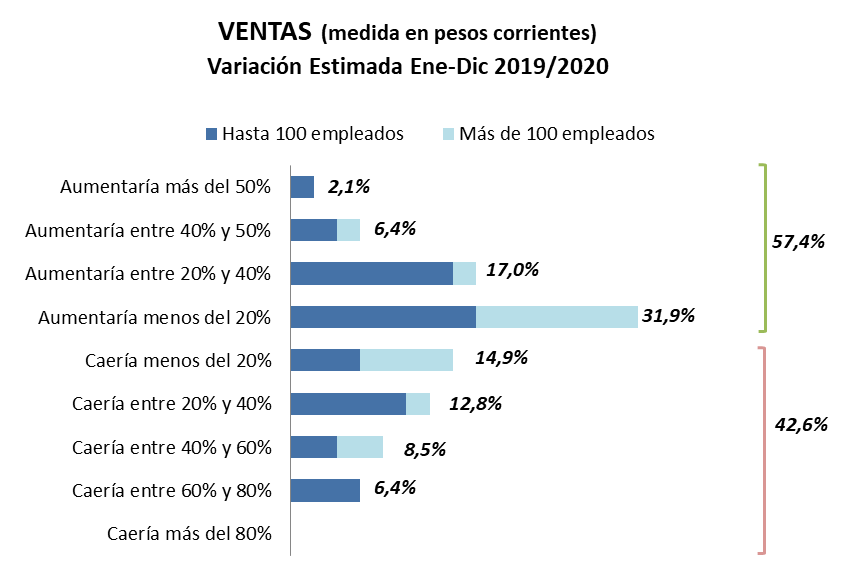 VENTAS (medida en pesos corrientes)
Variación Estimada Ene-Dic 2019/2020
Hasta 100 empleados Más de 100 empleados
Aumentaría más del 50% 2,1%
Aumentaría entre 40% y 50% 6,4%
57,4%
Aumentaría entre 20% y 40% 17,0%
Aumentaría menos del 20% 31,9%
Caería menos del 20% 14,9%
Caería entre 20% y 40% 12,8%
42,6%
Caería entre 40% y 60% 8,5%
Caería entre 60% y 80% 6,4%
Caería más del 80%